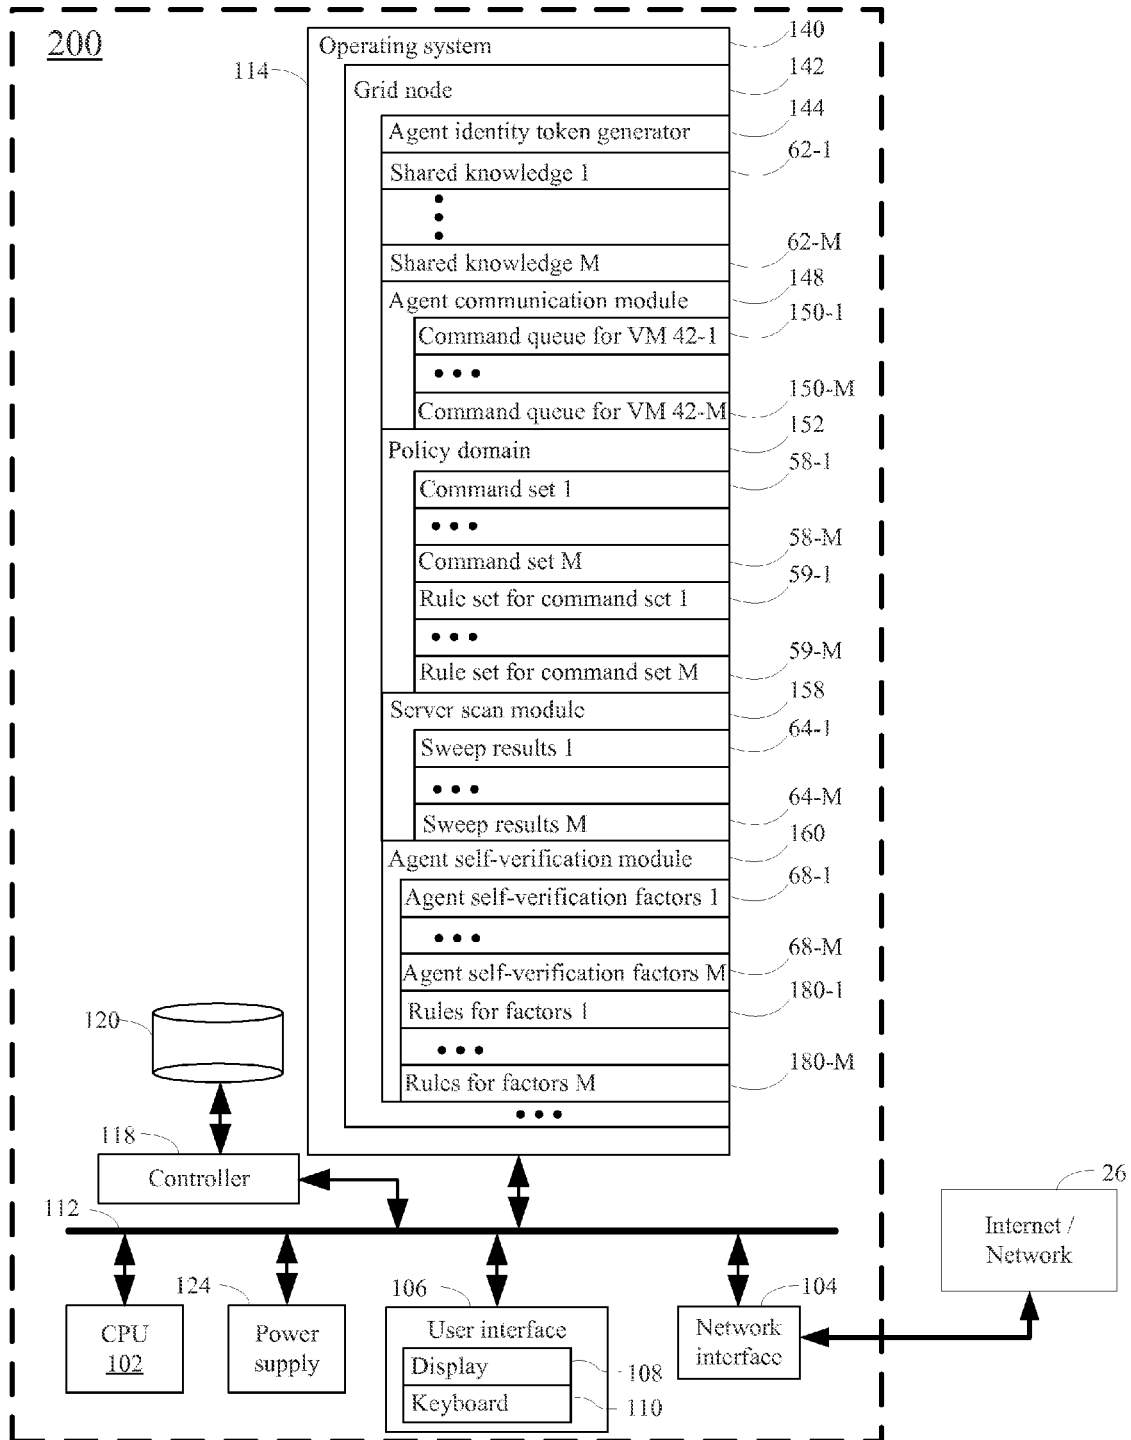 200
Operating system
140
114
142
Grid node
144
Agent identity token generator
62-1
Shared knowledge 1
62-M
Shared knowledge M
148
Agent communication module
150-1
Command queue for VM 42-1
150-M
Command queue for VM 42-M
152
Policy domain
58-1
Command set 1
58-M
Command set M
59-1
Rule set for command set 1
59-M
Rule set for command set M
158
Server scan module
64-1
Sweep results 1
64-M
Sweep results M
160
Agent self-verification module
68-1
Agent self-verification factors 1
68-M
Agent self-verification factors M
180-1
Rules for factors 1
120
180-M
Rules for factors M
118
Controller
26
112
Internet /
Network
124
106
104
CPU
102
Power
supply
User interface
Display
108
Keyboard
110
Network
interface